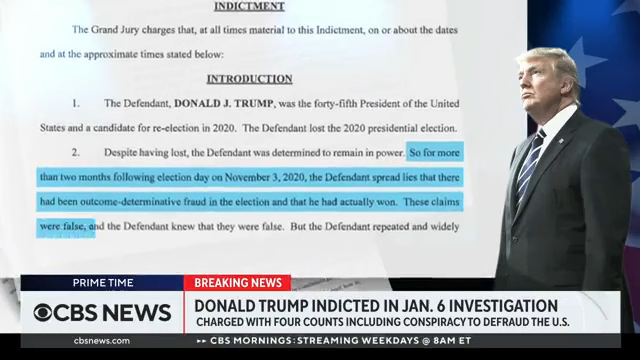 INDICTMENT
The Grand Jury charges that, at all times material to this Indictment, on or about the dates
and at the approximate times stated below:
INTRODUCTION
1. The Defendant, DONALD J. TRUMP, was the forty-fifth President of the United
States and a candidate for re-election in 2020. The Defendant lost the 2020 presidential election.
2. Despite having lost, the Defendant was determined to remain in power. So for more
than two months following election day on November 3, 2020, the Defendant spread lies that there
had been outcome-determinative fraud in the election and that he had actually won. These claims
were false, and the Defendant knew that they were false. But the Defendant repeated and widely
PRIME TIME
BREAKING NEWS
CBS NEWS
DONALD TRUMP INDICTED IN JAN. 6 INVESTIGATION
CHARGED WITH FOUR COUNTS INCLUDING CONSPIRACY TO DEFRAUD THE U.S.
cbsnews.com
▸▸ CBS MORNINGS: STREAMING WEEKDAYS @ 8AM ET